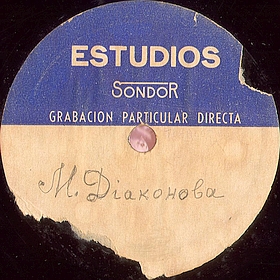 ESTUDIOS
SONDOR
GRABACION PARTICULAR DIRECTA
М. Діаконова